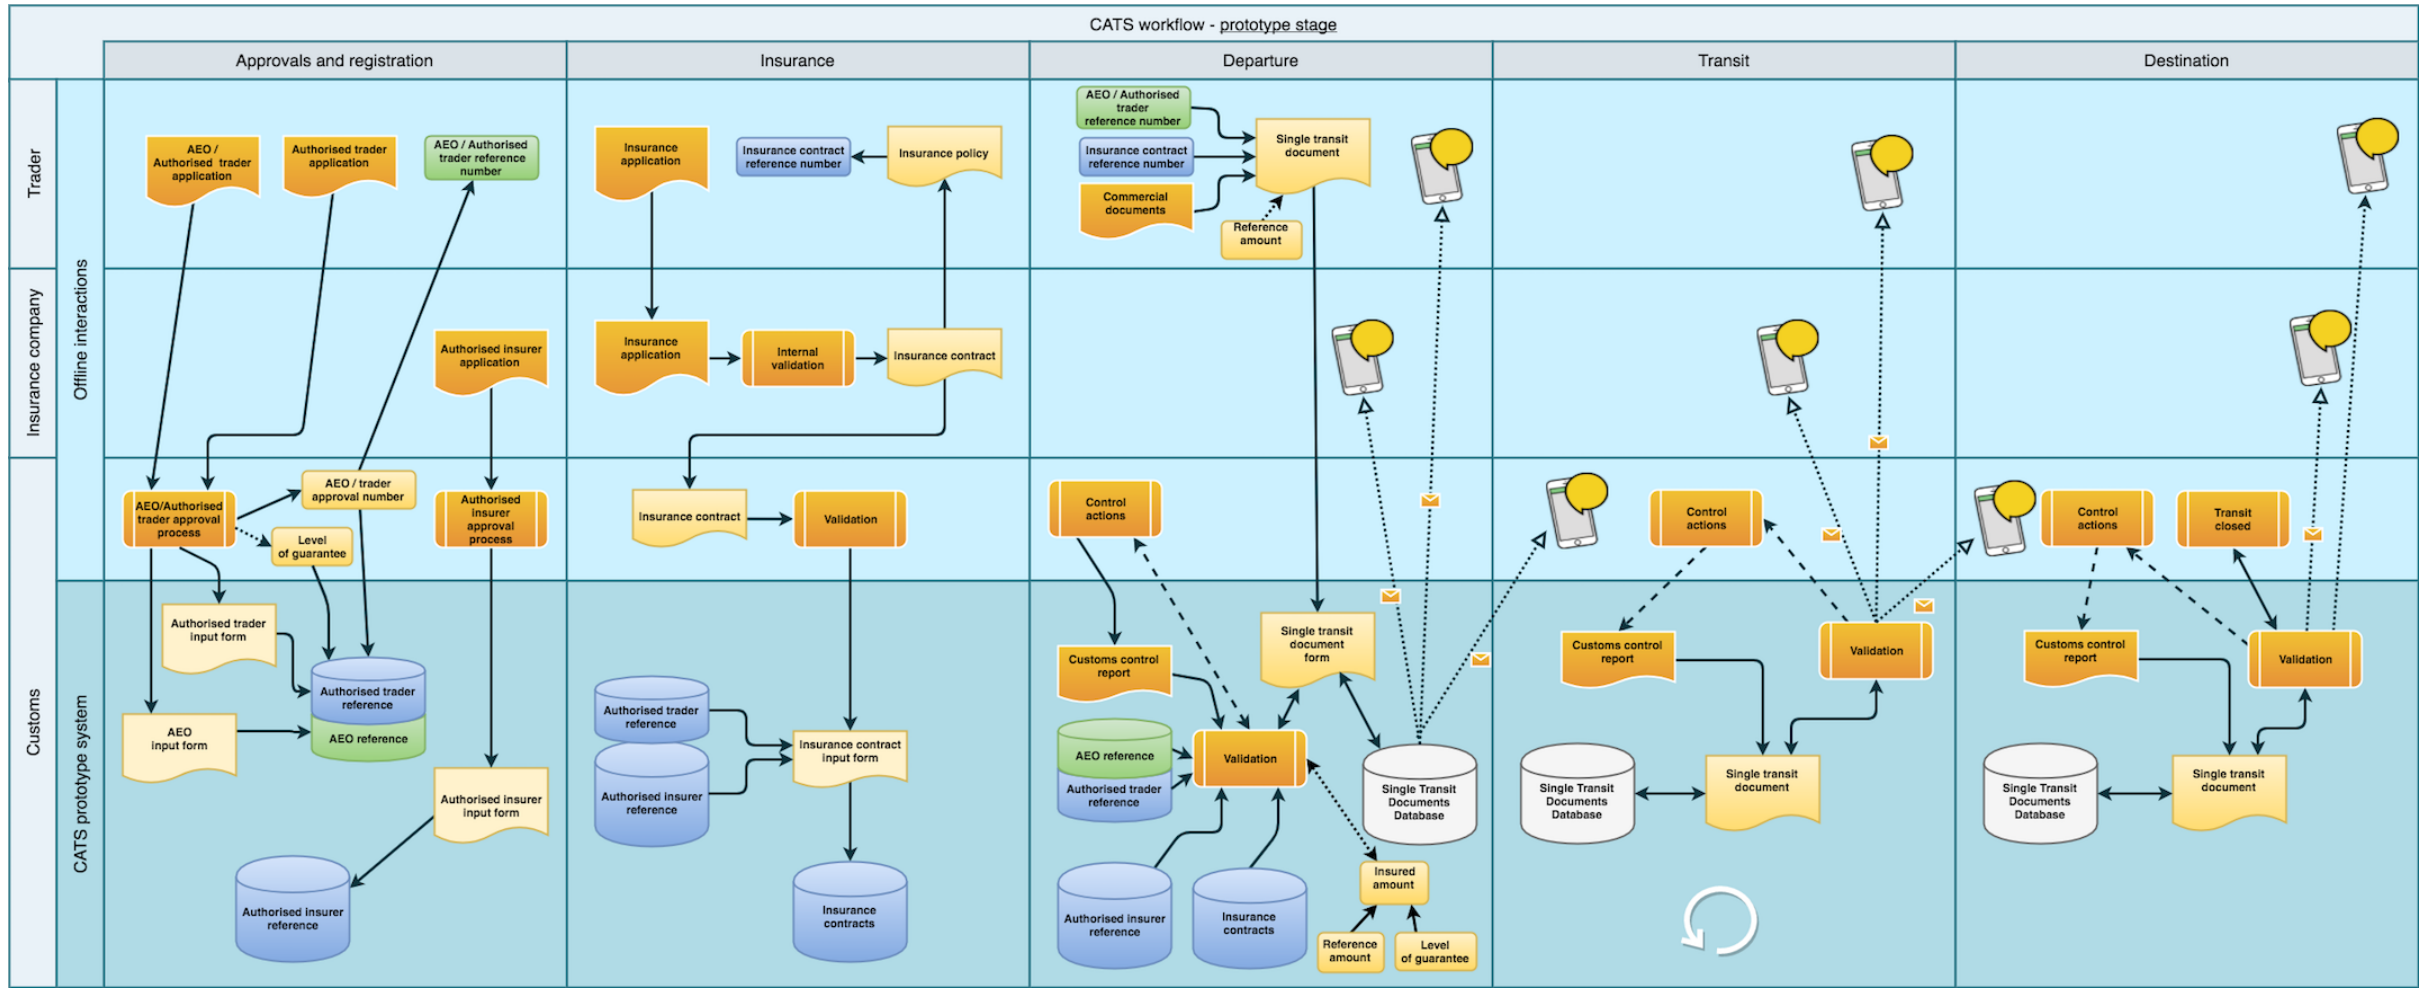 CATS workflow - prototype stage
Approvals and registration
Insurance
Departure
Transit
Destination
Trader
Insurance company
Customs
Offline interactions
CATS prototype system
AEO /
Authorised trader
application
Authorised trader
application
AEO / Authorised
trader reference
number
Authorised insurer
application
AEO/Authorised
trader approval
process
AEO / trader
approval number
Level
of guarantee
Authorised
insurer
approval
process
Authorised trader
input form
Authorised trader
reference
AEO reference
AEO
input form
Authorised insurer
input form
Authorised insurer
reference
Insurance
application
Insurance contract
reference number
Insurance policy
Insurance
application
Internal
validation
Insurance contract
Insurance contract
Validation
Authorised trader
reference
Authorised insurer
reference
Insurance contract
input form
Insurance
contracts
AEO / Authorised
trader
reference number
Insurance contract
reference number
Commercial
documents
Single transit
document
Reference
amount
Control
actions
Customs control
report
Single transit
document
form
AEO reference
Authorised trader
reference
Validation
Single Transit
Documents
Database
Insured
amount
Authorised insurer
reference
Insurance
contracts
Reference
amount
Level
of guarantee
Control
actions
Customs control
report
Validation
Single Transit
Documents
Database
Single transit
document
Control
actions
Transit
closed
Customs control
report
Validation
Single Transit
Documents
Database
Single transit
document